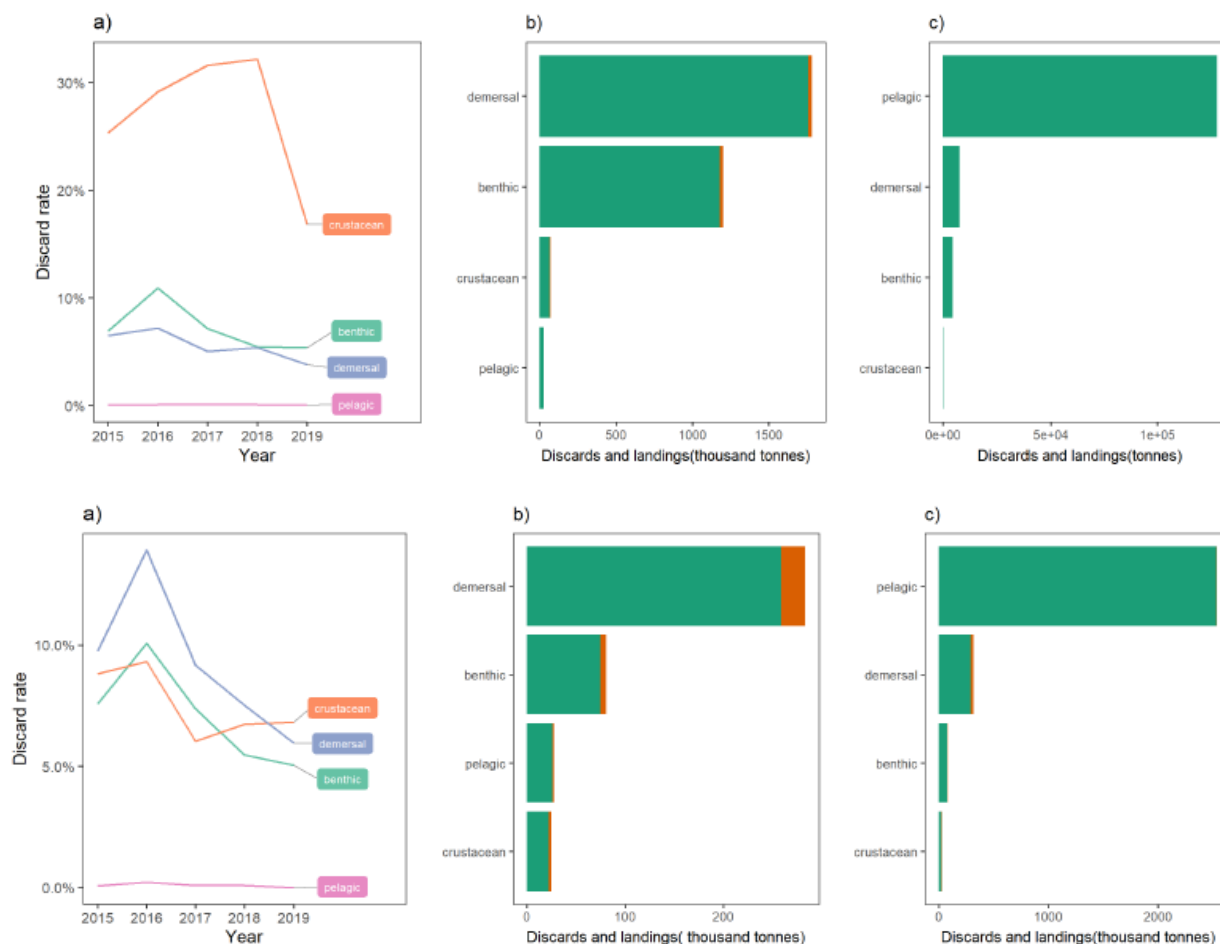 a)
Discard rate
30%
20%
10%
0%
crustacean
benthic
demersal
pelagic
2015 2016 2017 2018 2019
Year
b)
demersal
benthic
crustacean
pelagic
0 500 1000 1500
Discards and landings(thousand tonnes)
c)
pelagic
demersal
benthic
crustacean
0e+00 5e+04 1e+05
Discards and landings(tonnes)
a)
Discard rate
10.0%
5.0%
0.0%
crustacean
demersal
benthic
pelagic
2015 2016 2017 2018 2019
Year
b)
demersal
benthic
pelagic
crustacean
0 100 200
Discards and landings( thousand tonnes)
c)
pelagic
demersal
benthic
crustacean
0 1000 2000
Discards and landings(thousand tonnes)